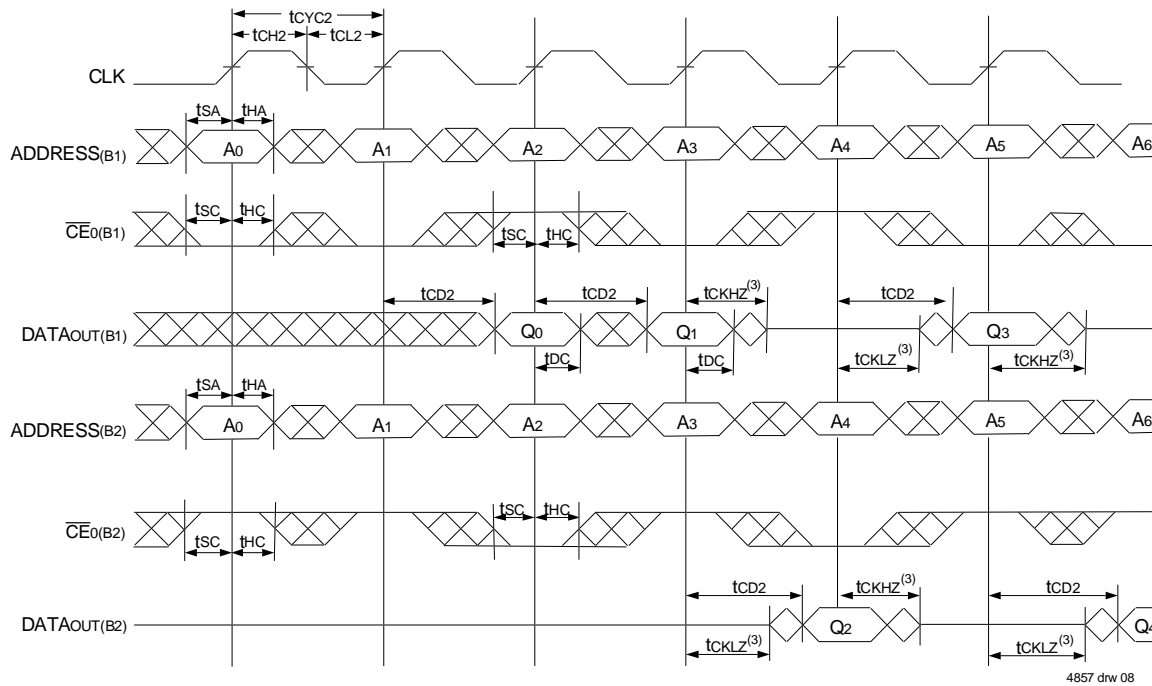 tCYC2
tCH2 tCL2
CLK
tSA tHA
ADDRESS(B1) A0 A1 A2 A3 A4 A5 A6
tSC tHC
CE0(B1)
tSC tHC
tCD2 tCD2 tCKHZ(3) tCD2
DATAOUT(B1) Q0 Q1 Q3
tDC tDC tCKLZ(3) tCKHZ(3)
tSA tHA
ADDRESS(B2) A0 A1 A2 A3 A4 A5 A6
tSC tHC
CE0(B2)
tSC tHC
tCD2 tCKHZ(3) tCD2
DATAOUT(B2) Q2 Q4
tCKLZ(3) tCKLZ(3)
4857 drw 08